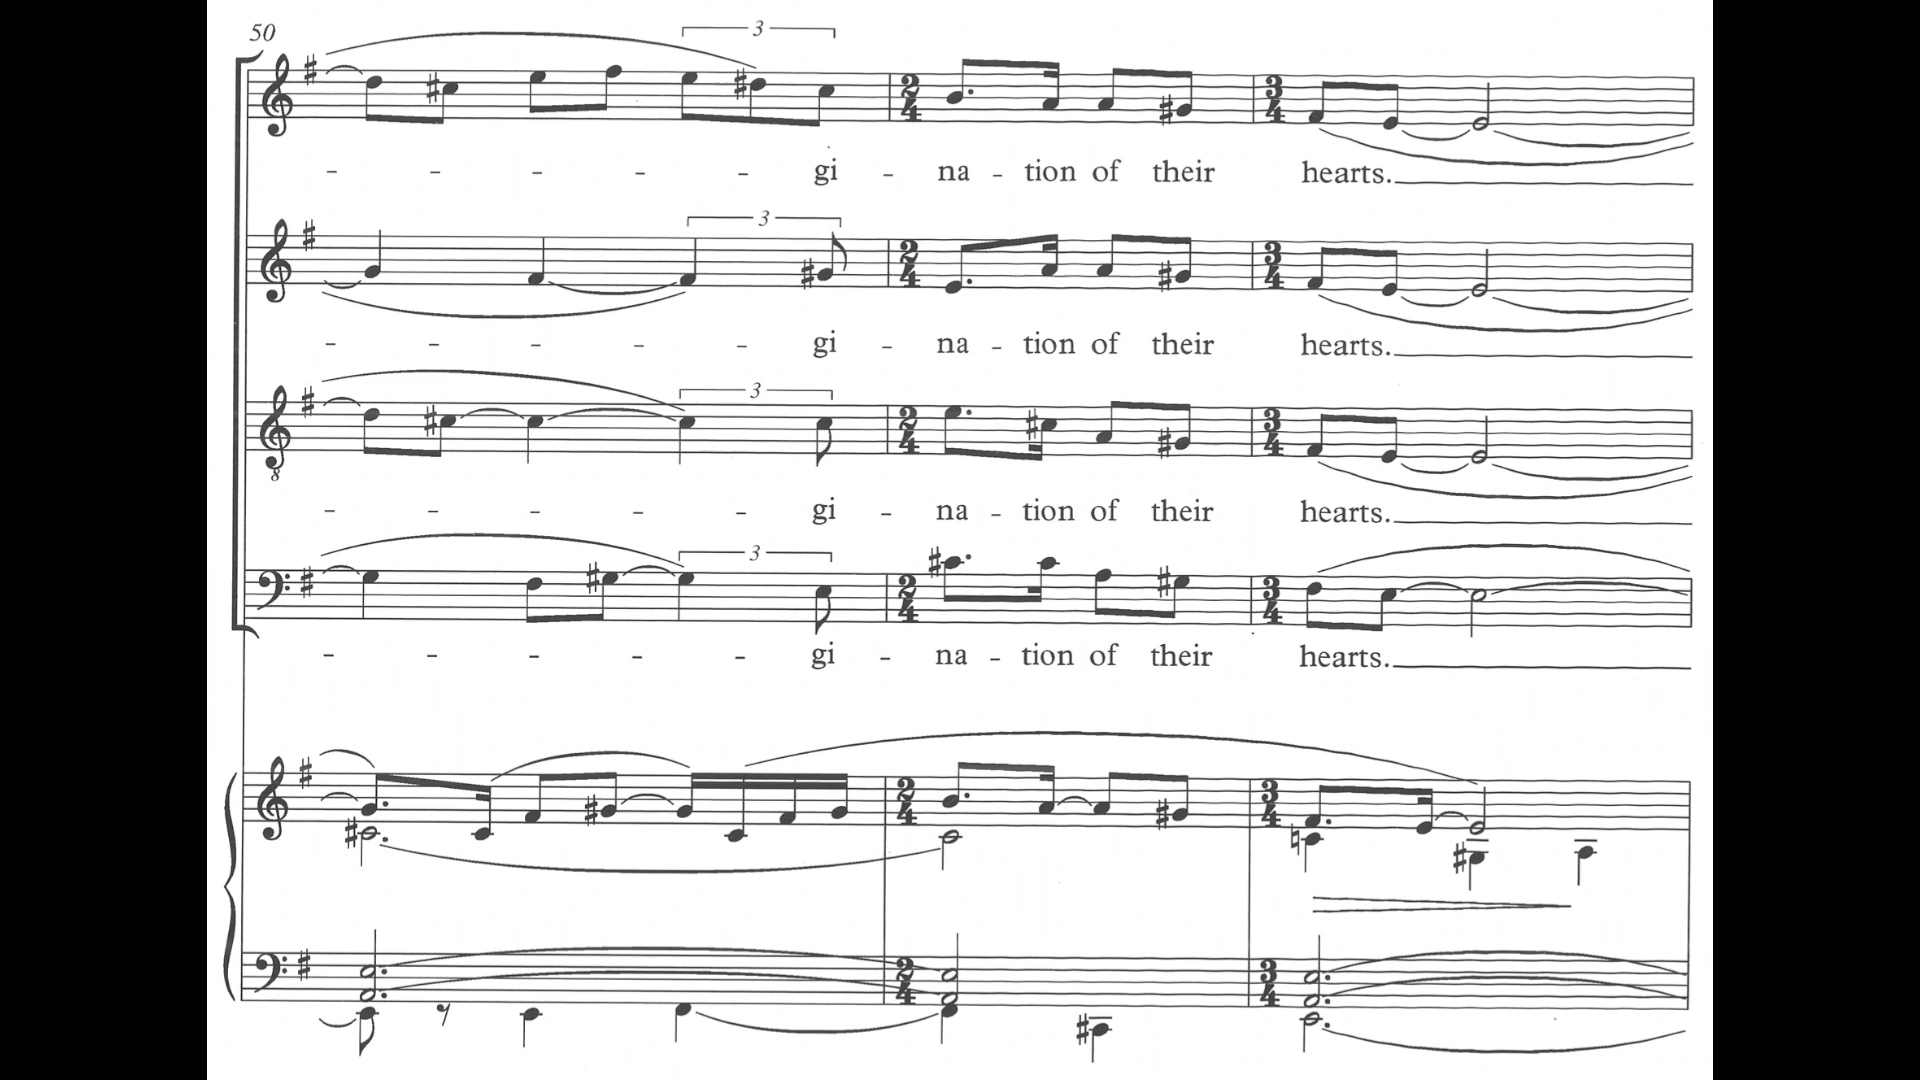 50
3
- - - - - gi - na - tion of their hearts.
3
- - - - - gi - na - tion of their hearts.
3
- - - - - gi - na - tion of their hearts.
3
- - - - - gi - na - tion of their hearts.